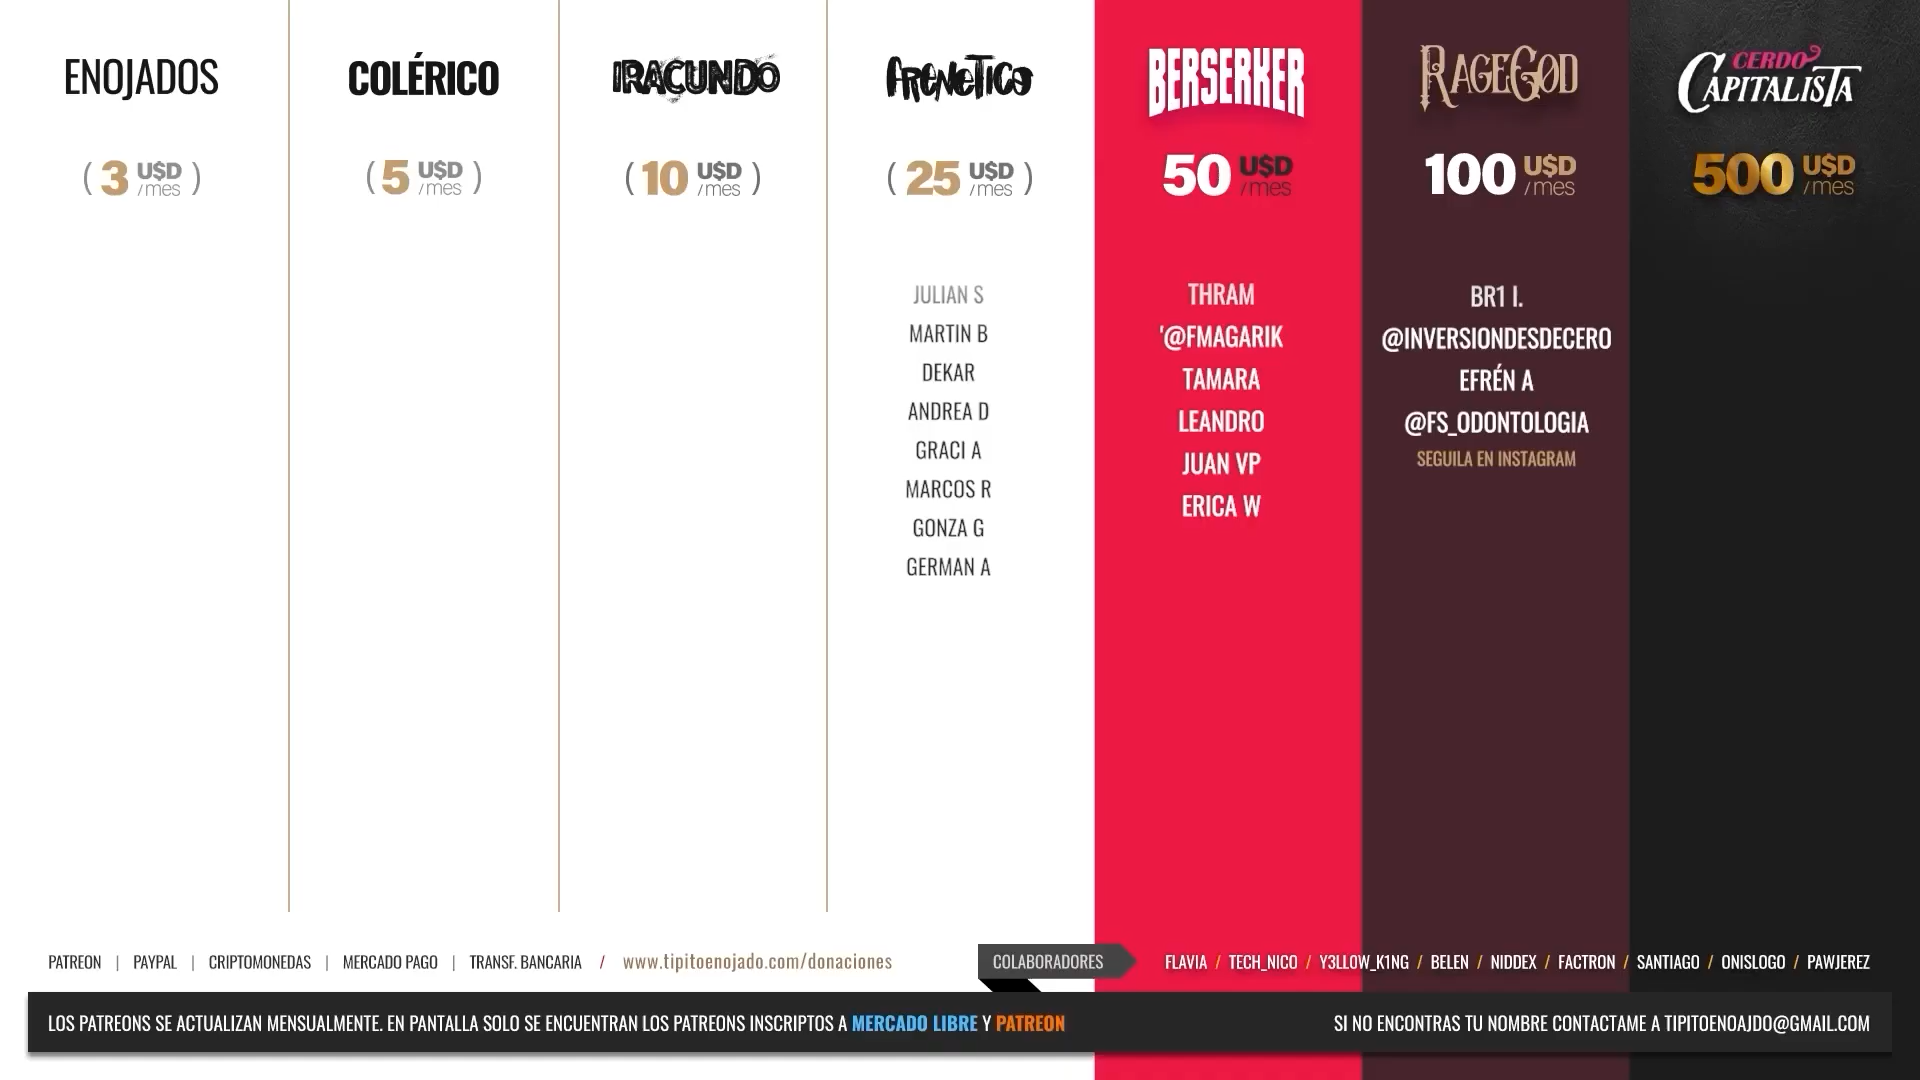 ENOJADOS
( 3 U$D /mes )
COLÉRICO
( 5 U$D /mes )
IRACUNDO
( 10 U$D /mes )
FRENETICO
( 25 U$D /mes )
JULIAN S
MARTIN B
DEKAR
ANDREA D
GRACI A
MARCOS R
GONZA G
GERMAN A
BERSERKER
50 U$D /mes
THRAM
'@FMAGARIK
TAMARA
LEANDRO
JUAN VP
ERICA W
RAGEGOD
100 U$D /mes
BR1 I.
@INVERSIONDESDECERO
EFRÉN A
@FS_ODONTOLOGIA
SEGUILA EN INSTAGRAM
CERDO
CAPITALISTA
500 U$D /mes
PATREON | PAYPAL | CRIPTOMONEDAS | MERCADO PAGO | TRANSF. BANCARIA / www.tipitoenojado.com/donaciones
COLABORADORES
FLAVIA / TECH_NICO / Y3LLOW_K1NG / BELEN / NIDDEX / FACTRON / SANTIAGO / ONISLOGO / PAWJEREZ
LOS PATREONS SE ACTUALIZAN MENSUALMENTE. EN PANTALLA SOLO SE ENCUENTRAN LOS PATREONS INSCRIPTOS A MERCADO LIBRE Y PATREON
SI NO ENCONTRAS TU NOMBRE CONTACTAME A TIPITOENOAJDO@GMAIL.COM